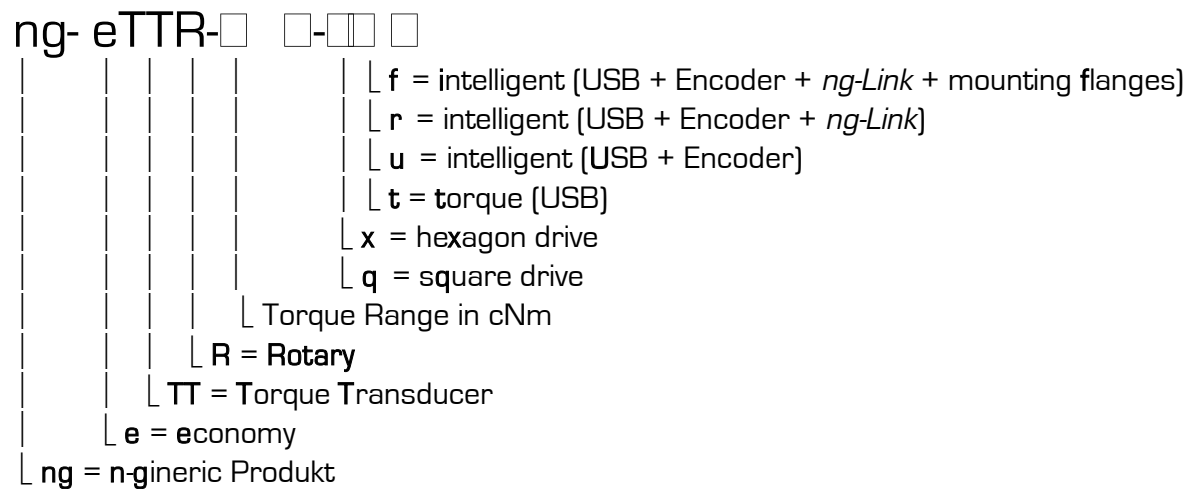 ng- eTTR-□ □-□□ □
f = intelligent (USB + Encoder + ng-Link + mounting flanges)
r = intelligent (USB + Encoder + ng-Link)
u = intelligent (USB + Encoder)
t = torque (USB)
x = hexagon drive
q = square drive
Torque Range in cNm
R = Rotary
TT = Torque Transducer
e = economy
ng = n-gineric Produkt